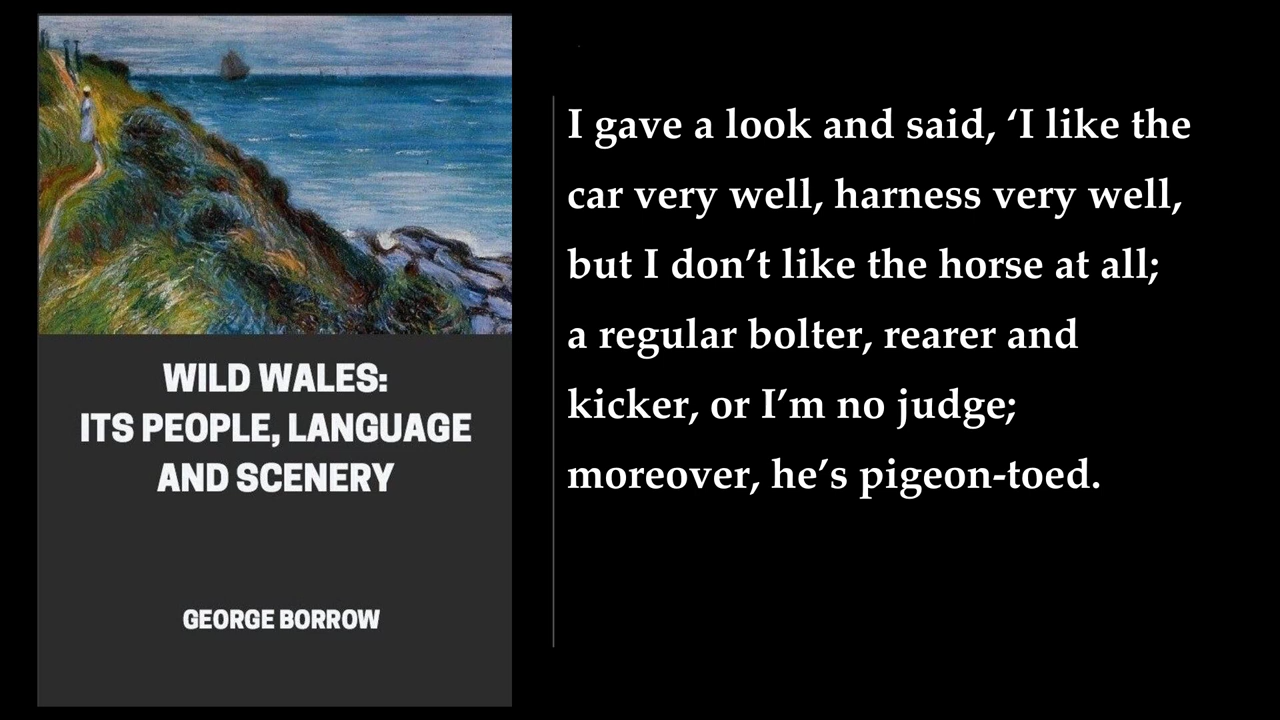 WILD WALES:
ITS PEOPLE, LANGUAGE
AND SCENERY
GEORGE BORROW
I gave a look and said, ‘I like the
car very well, harness very well,
but I don’t like the horse at all;
a regular bolter, rearer and
kicker, or I’m no judge;
moreover, he’s pigeon-toed.